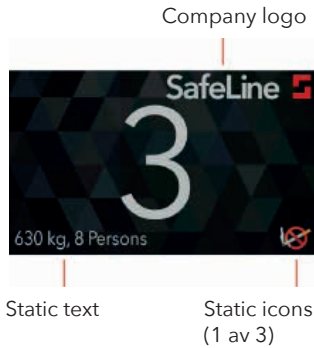 Company logo
SafeLine
3
630 kg, 8 Persons
Static text
Static icons
(1 av 3)